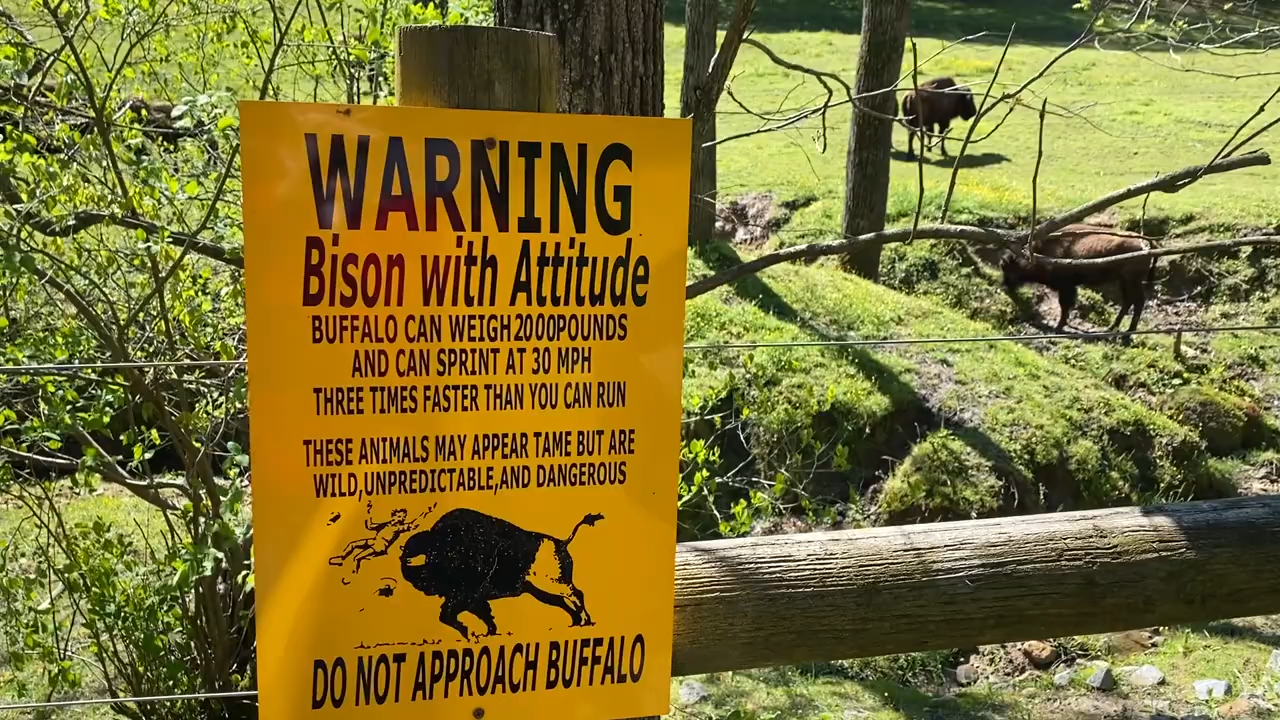 WARNING
Bison with Attitude
BUFFALO CAN WEIGH 2000POUNDS
AND CAN SPRINT AT 30 MPH
THREE TIMES FASTER THAN YOU CAN RUN
THESE ANIMALS MAY APPEAR TAME BUT ARE
WILD,UNPREDICTABLE,AND DANGEROUS
DO NOT APPROACH BUFFALO